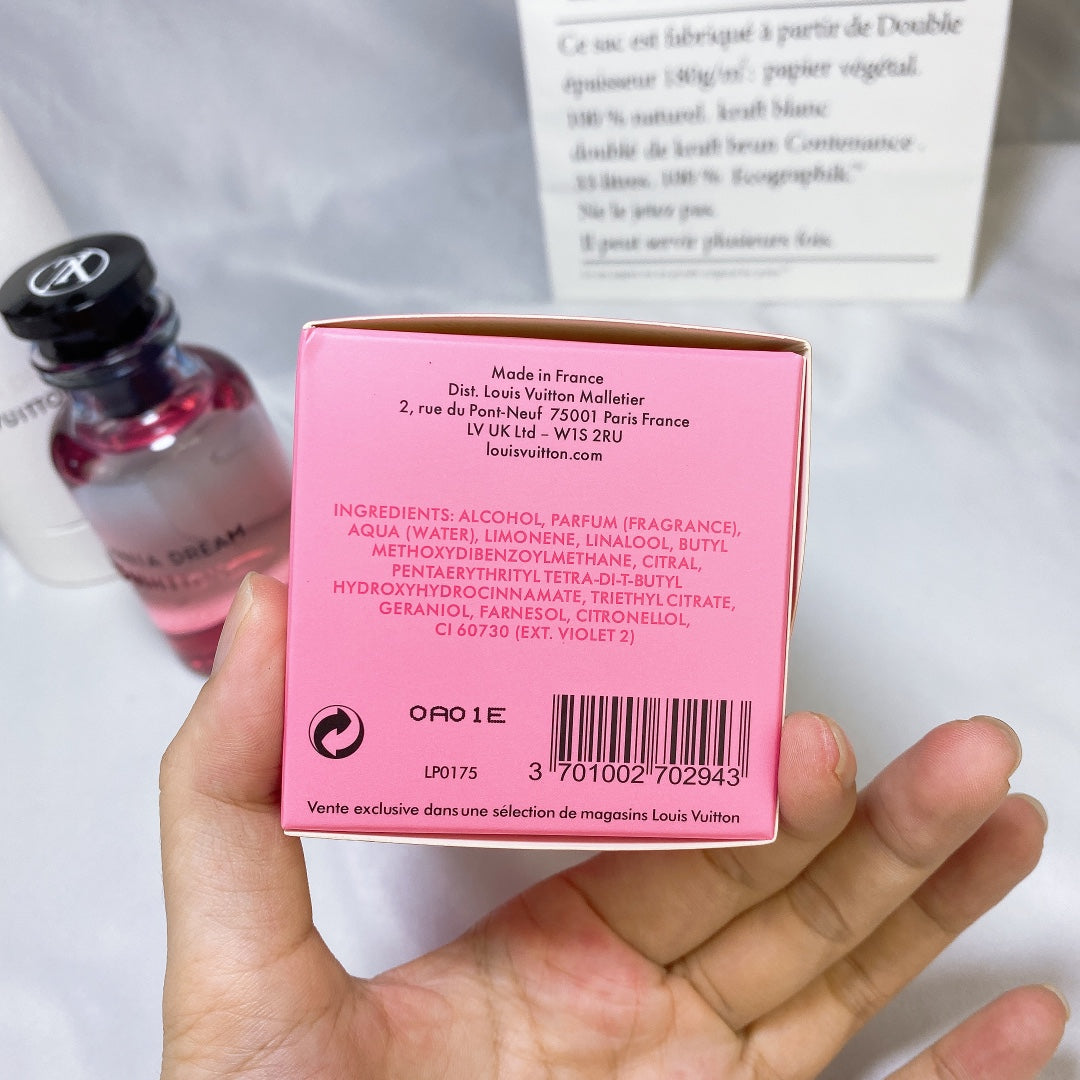 Ce sac est fabriqué à partir de Double
épaisseur 180g/m²: papier végétal.
100 % naturel. kraft blanc
doublé de kraft brun Contenance .
litres. 100 % Ecographik™
Ne le jetez pas.
Il peut servir plusieurs fois.
VUITTON
DREAM
Made in France
Dist. Louis Vuitton Malletier
2, rue du Pont-Neuf 75001 Paris France
LV UK Ltd – W1S 2RU
louisvuitton.com
INGREDIENTS: ALCOHOL, PARFUM (FRAGRANCE),
AQUA (WATER), LIMONENE, LINALOOL, BUTYL
METHOXYDIBENZOYLMETHANE, CITRAL,
PENTAERYTHRITYL TETRA-DI-T-BUTYL
HYDROXYHYDROCINNAMATE, TRIETHYL CITRATE,
GERANIOL, FARNESOL, CITRONELLOL,
CI 60730 (EXT. VIOLET 2)
0A01E
LP0175
3 701002 702943
Vente exclusive dans une sélection de magasins Louis Vuitton